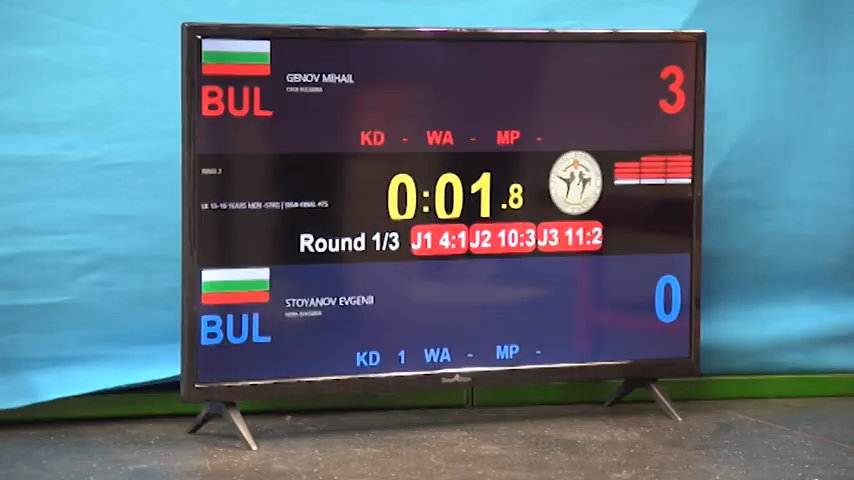 GENOV MIHAIL
BUL
3
KD - WA - MP -
0:01.8
Round 1/3 J1 4:1 J2 10:3 J3 11:2
STOYANOV EVGENII
BUL
0
KD 1 WA - MP -